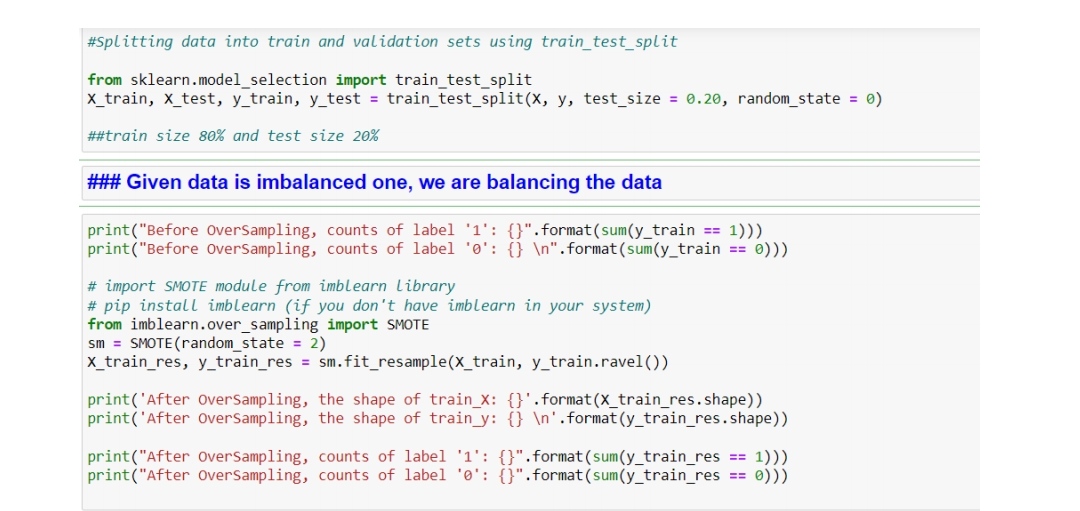 #Splitting data into train and validation sets using train_test_split
from sklearn.model_selection import train_test_split
X_train, X_test, y_train, y_test = train_test_split(X, y, test_size = 0.20, random_state = 0)
##train size 80% and test size 20%
### Given data is imbalanced one, we are balancing the data
print("Before OverSampling, counts of label '1': {}".format(sum(y_train == 1)))
print("Before OverSampling, counts of label '0': {} \n".format(sum(y_train == 0)))
# import SMOTE module from imblearn library
# pip install imblearn (if you don't have imblearn in your system)
from imblearn.over_sampling import SMOTE
sm = SMOTE(random_state = 2)
X_train_res, y_train_res = sm.fit_resample(X_train, y_train.ravel())
print('After OverSampling, the shape of train_X: {}'.format(X_train_res.shape))
print('After OverSampling, the shape of train_y: {} \n'.format(y_train_res.shape))
print("After OverSampling, counts of label '1': {}".format(sum(y_train_res == 1)))
print("After OverSampling, counts of label '0': {}".format(sum(y_train_res == 0)))